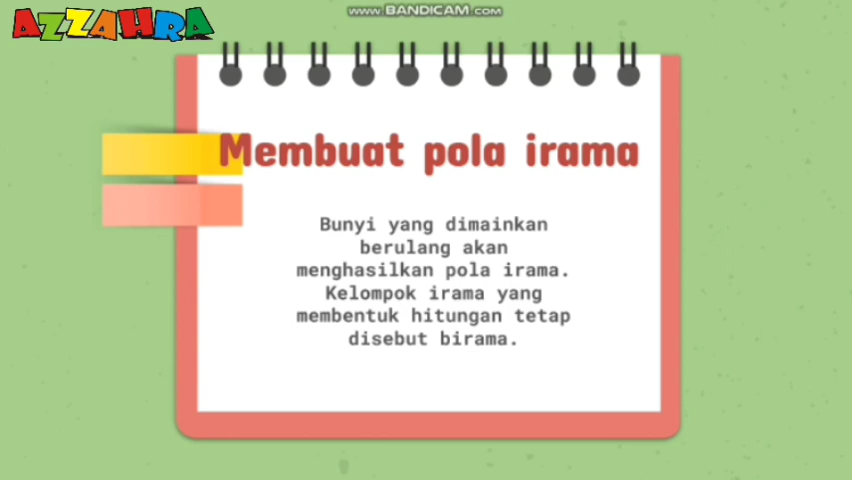 AZZAHRA
www.BANDICAM.com
Membuat pola irama
Bunyi yang dimainkan
berulang akan
menghasilkan pola irama.
Kelompok irama yang
membentuk hitungan tetap
disebut birama.